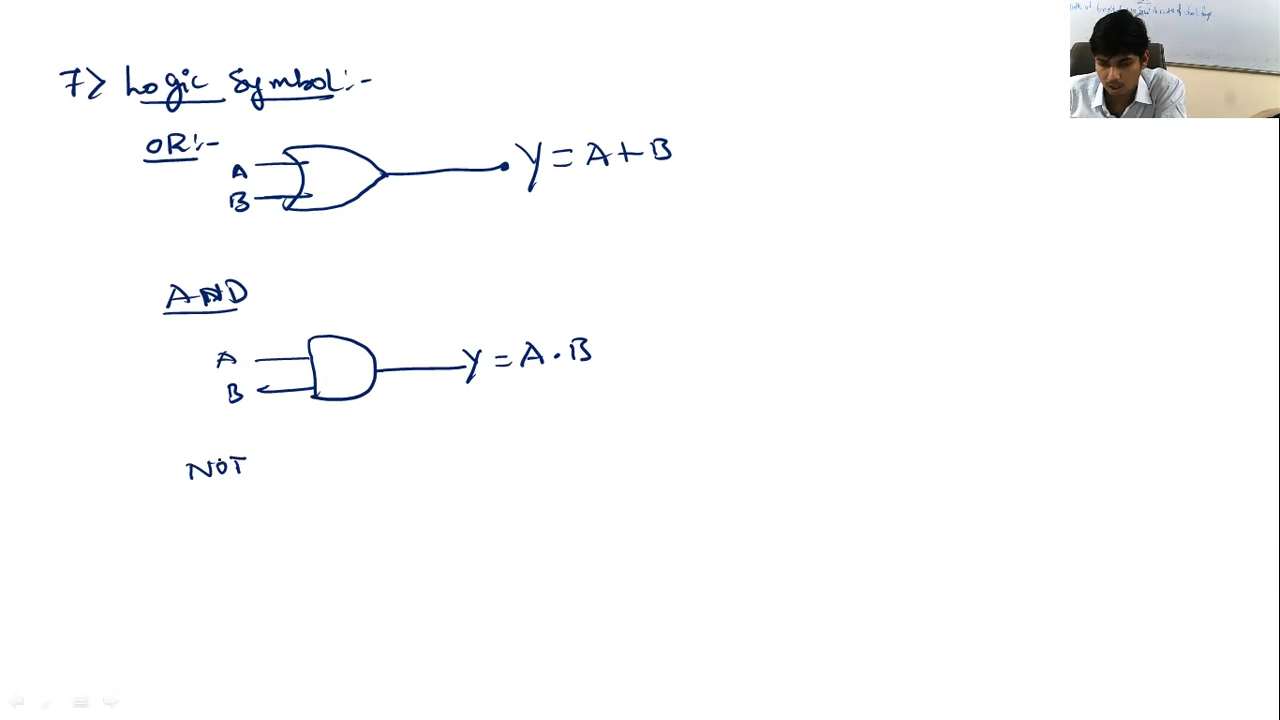 7> Logic Symbol:-
OR:-
A
B
Y = A + B
AND
A
B
Y = A . B
NOT